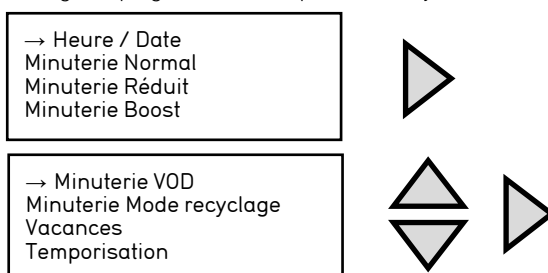 → Heure / Date
Minuterie Normal
Minuterie Réduit
Minuterie Boost
→ Minuterie VOD
Minuterie Mode recyclage
Vacances
Temporisation